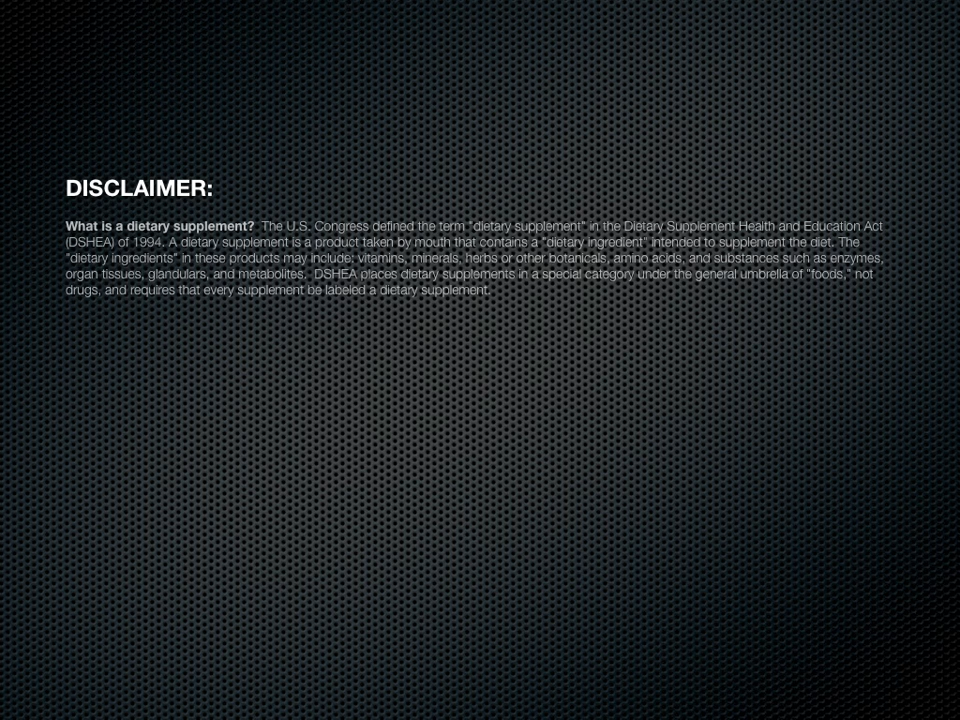 DISCLAIMER:
What is a dietary supplement?  The U.S. Congress defined the term "dietary supplement" in the Dietary Supplement Health and Education Act
(DSHEA) of 1994. A dietary supplement is a product taken by mouth that contains a "dietary ingredient" intended to supplement the diet. The
"dietary ingredients" in these products may include: vitamins, minerals, herbs or other botanicals, amino acids, and substances such as enzymes,
organ tissues, glandulars, and metabolites.  DSHEA places dietary supplements in a special category under the general umbrella of "foods," not
drugs, and requires that every supplement be labeled a dietary supplement.